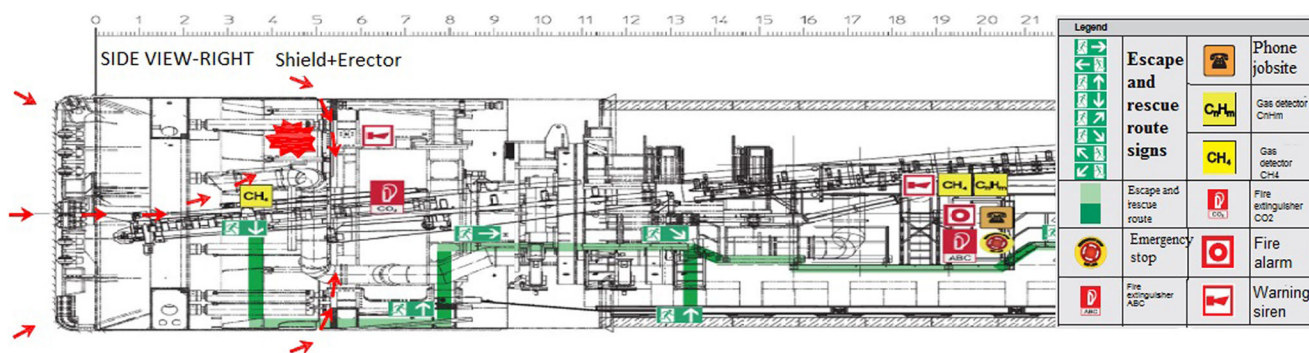 0 1 2 3 4 5 6 7 8 9 10 11 12 13 14 15 16 17 18 19 20 21
SIDE VIEW-RIGHT Shield+Erector
CH₄
CO₂
CH₄ CnHm
ABC
Legend
Escape
and
rescue
route
signs
Phone
jobsite
CnHm
Gas detector
CnHm
CH₄
Gas
detector
CH4
Escape and
rescue
route
CO₂
Fire
extinguisher
CO2
Emergency
stop
Fire
alarm
ABC
Fire
extinguisher
ABC
Warning
siren